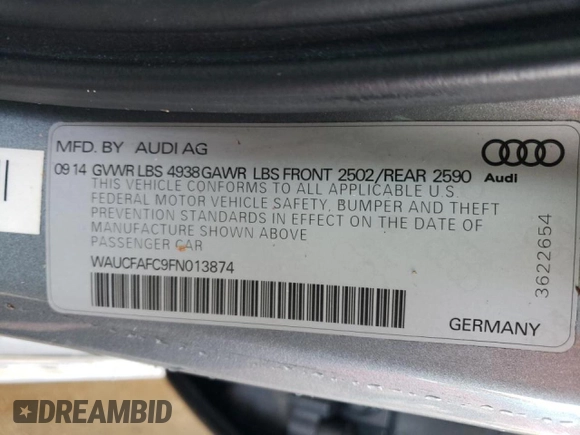 MFD. BY AUDI AG
09 14 GVWR LBS 4938 GAWR LBS FRONT 2502/REAR 2590
THIS VEHICLE CONFORMS TO ALL APPLICABLE U.S.
FEDERAL MOTOR VEHICLE SAFETY, BUMPER AND THEFT
PREVENTION STANDARDS IN EFFECT ON THE DATE OF
MANUFACTURE SHOWN ABOVE
PASSENGER CAR
WAUCFAFC9FN013874
Audi
3622654
GERMANY
DREAMBID